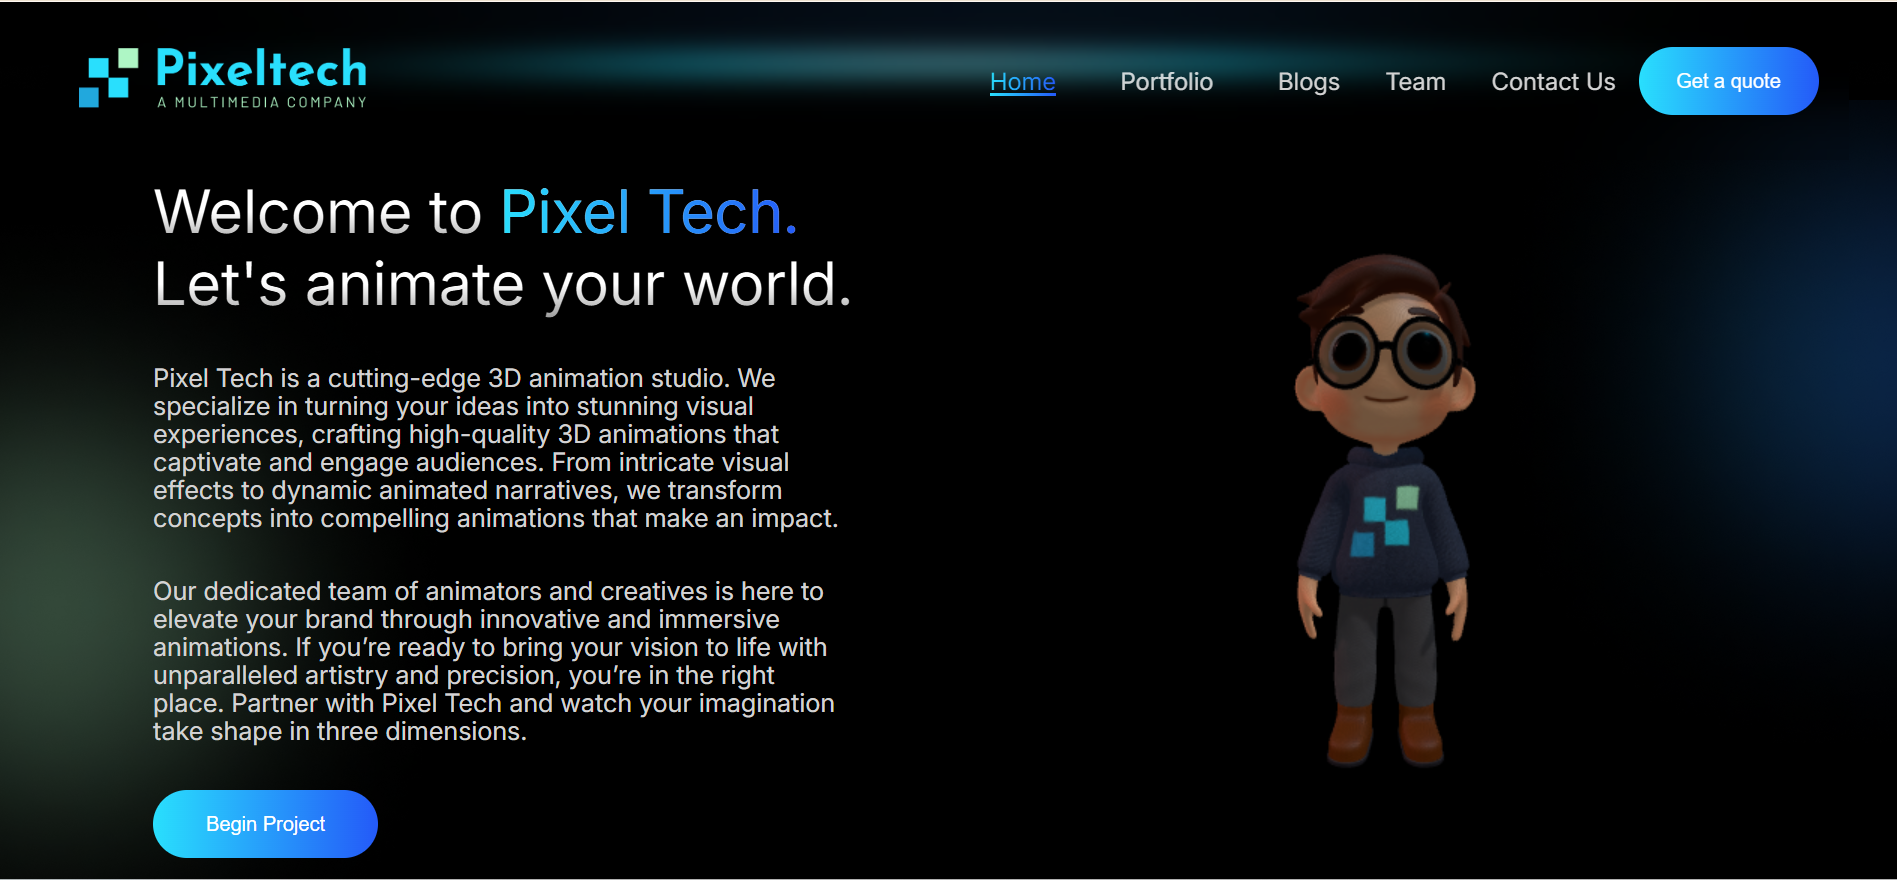 Pixeltech
A MULTIMEDIA COMPANY
Home Portfolio Blogs Team Contact Us Get a quote
Welcome to Pixel Tech.
Let's animate your world.
Pixel Tech is a cutting-edge 3D animation studio. We
specialize in turning your ideas into stunning visual
experiences, crafting high-quality 3D animations that
captivate and engage audiences. From intricate visual
effects to dynamic animated narratives, we transform
concepts into compelling animations that make an impact.
Our dedicated team of animators and creatives is here to
elevate your brand through innovative and immersive
animations. If you’re ready to bring your vision to life with
unparalleled artistry and precision, you’re in the right
place. Partner with Pixel Tech and watch your imagination
take shape in three dimensions.
Begin Project